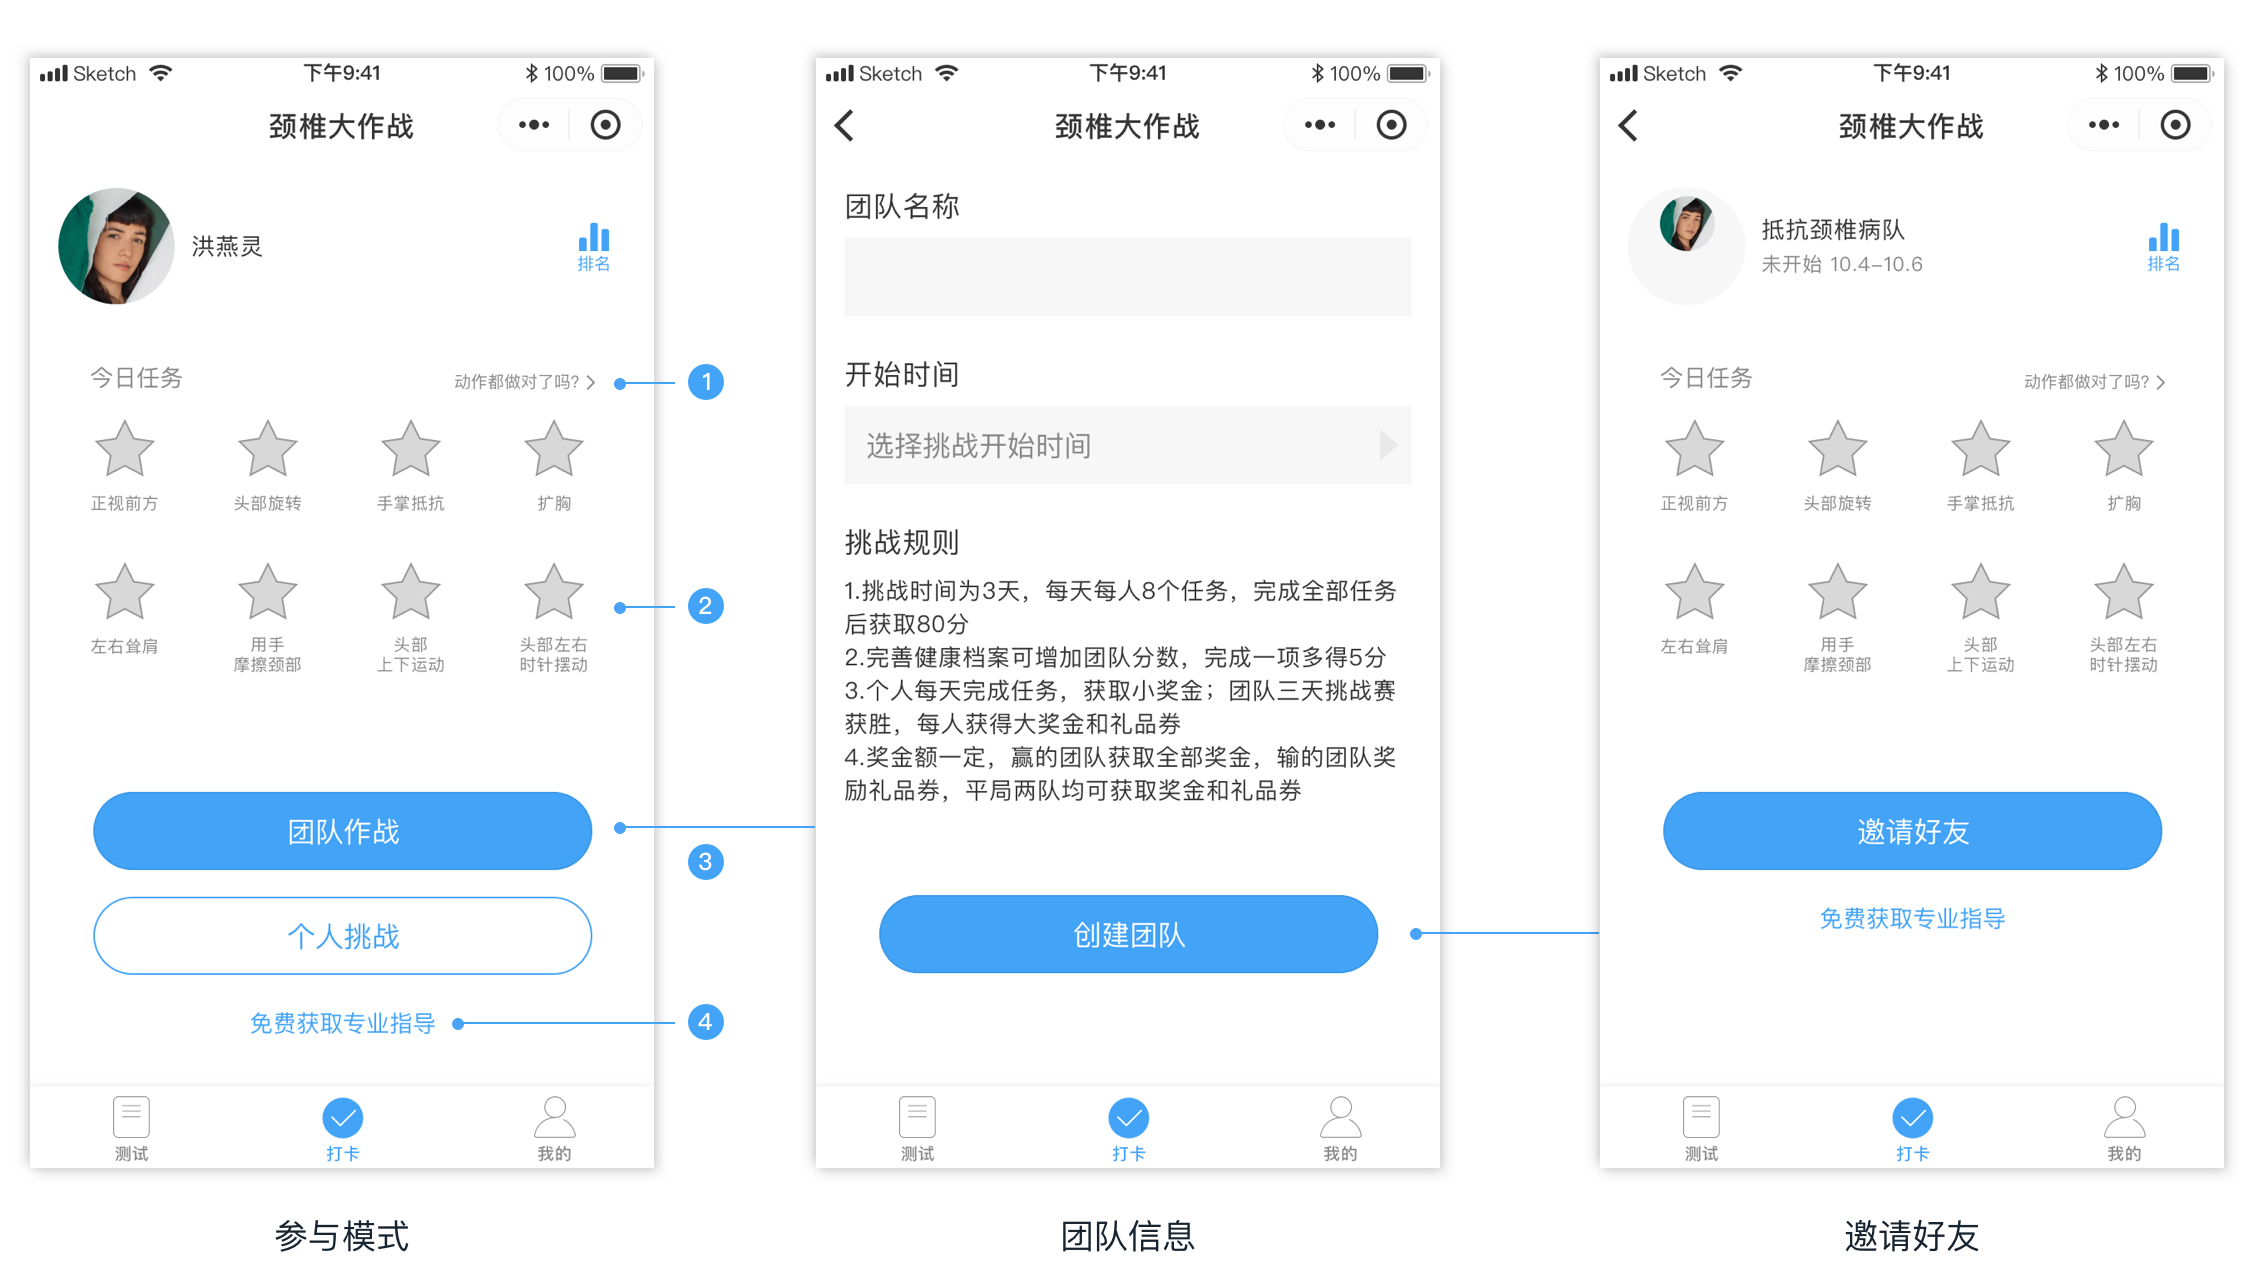 Sketch 下午9:41 100%
颈椎大作战
洪燕灵
排名
今日任务 动作都做对了吗?
正视前方 头部旋转 手掌抵抗 扩胸
左右耸肩 用手 头部 头部左右
摩擦颈部 上下运动 时针摆动
团队作战
个人挑战
免费获取专业指导
测试 打卡 我的
参与模式
1
2
3
4
Sketch 下午9:41 100%
颈椎大作战
团队名称
开始时间
选择挑战开始时间
挑战规则
1.挑战时间为3天，每天每人8个任务，完成全部任务
后获取80分
2.完善健康档案可增加团队分数，完成一项多得5分
3.个人每天完成任务，获取小奖金；团队三天挑战赛
获胜，每人获得大奖金和礼品券
4.奖金额一定，赢的团队获取全部奖金，输的团队奖
励礼品券，平局两队均可获取奖金和礼品券
创建团队
测试 打卡 我的
团队信息
Sketch 下午9:41 100%
颈椎大作战
抵抗颈椎病队
未开始 10.4-10.6
排名
今日任务 动作都做对了吗?
正视前方 头部旋转 手掌抵抗 扩胸
左右耸肩 用手 头部 头部左右
摩擦颈部 上下运动 时针摆动
邀请好友
免费获取专业指导
测试 打卡 我的
邀请好友